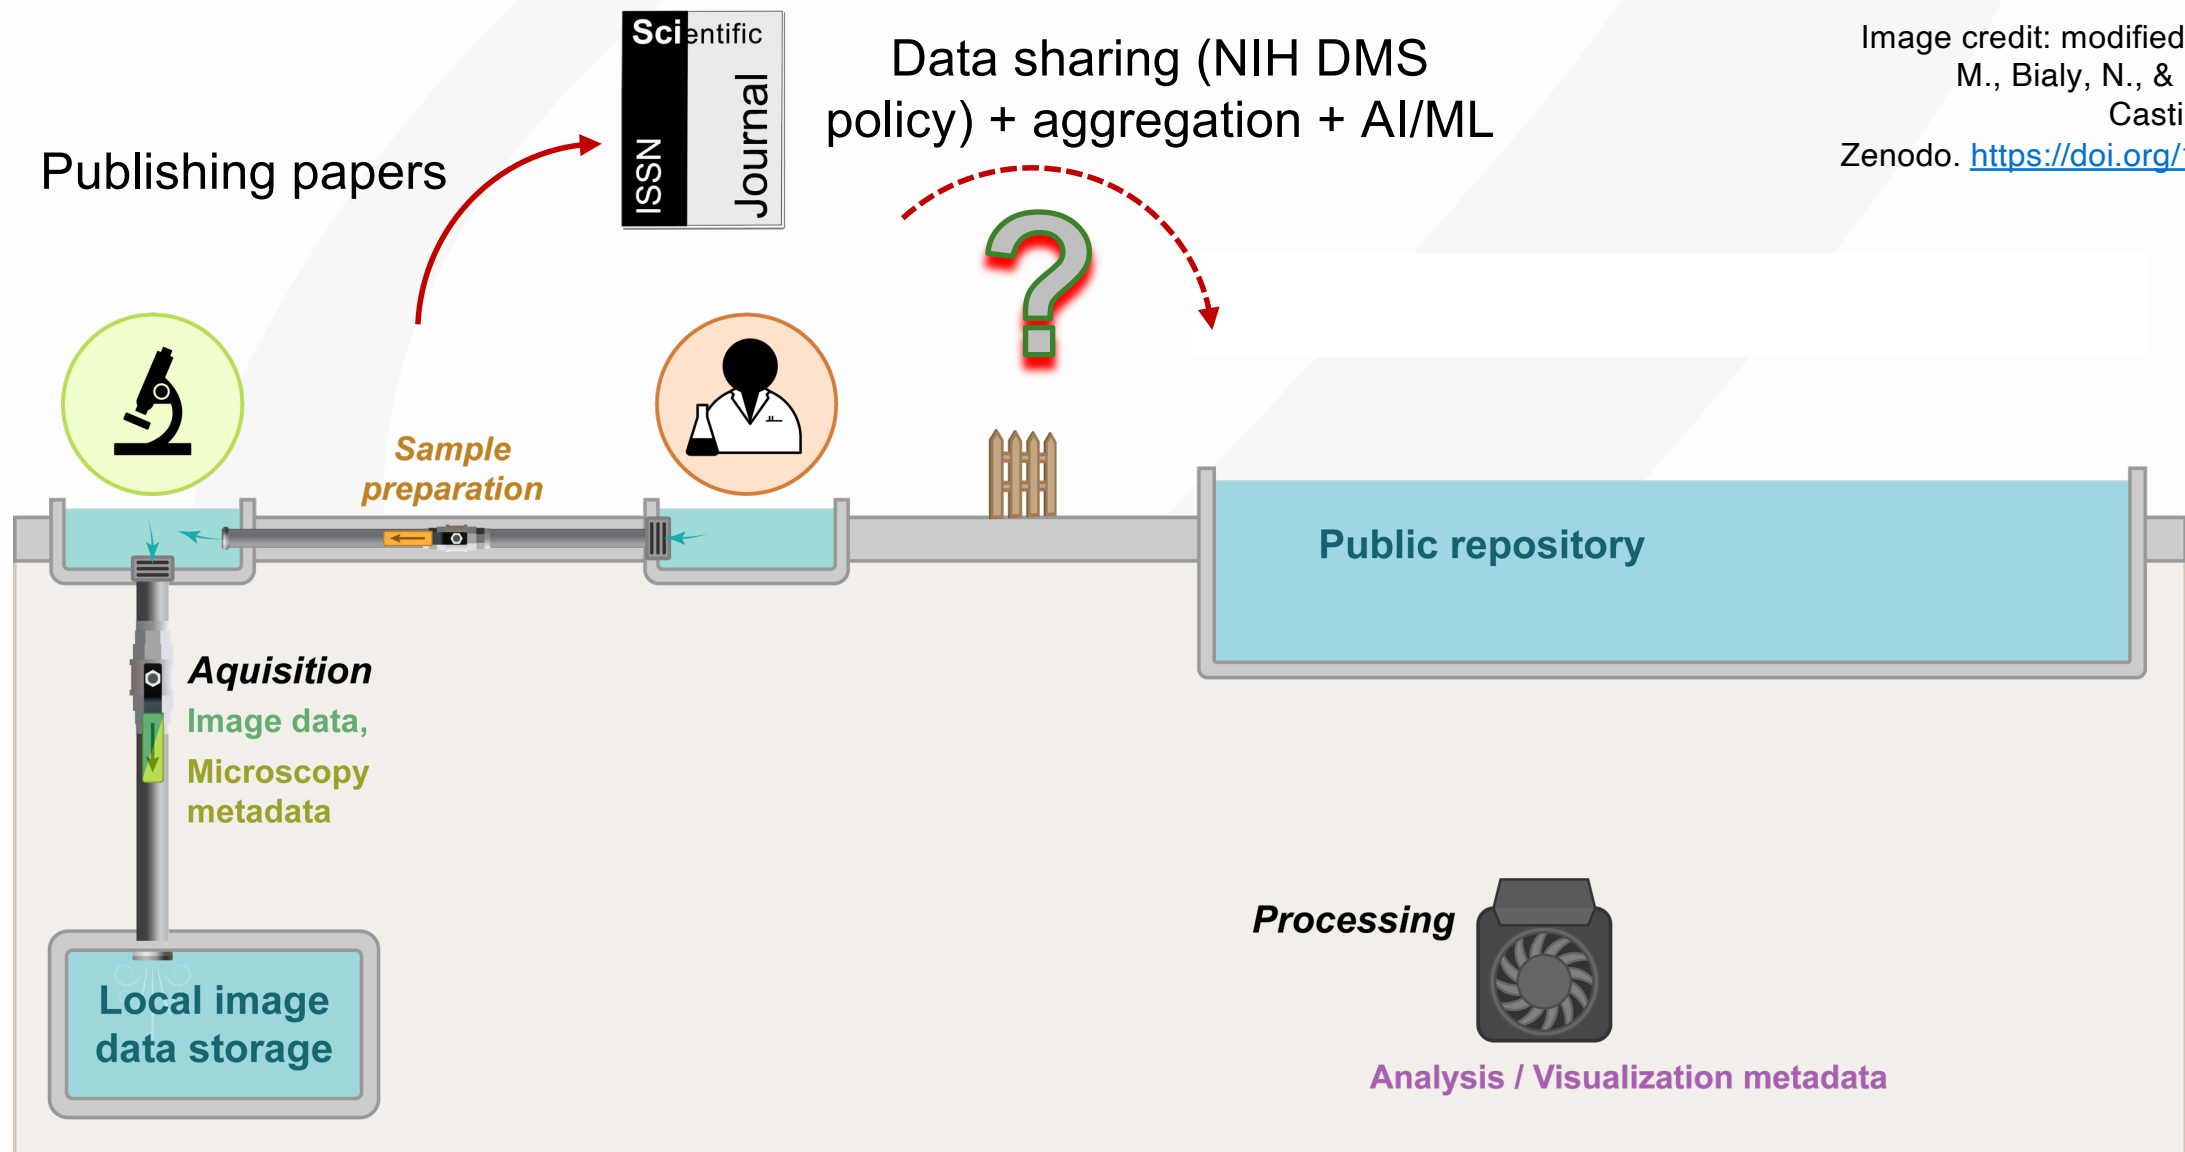 Scientific
Journal
ISSN
Data sharing (NIH DMS
policy) + aggregation + AI/ML
Image credit: modified
M., Bialy, N., &
Casti
Zenodo. https://doi.org/
Publishing papers
Sample
preparation
Public repository
Aquisition
Image data,
Microscopy
metadata
Processing
Local image
data storage
Analysis / Visualization metadata